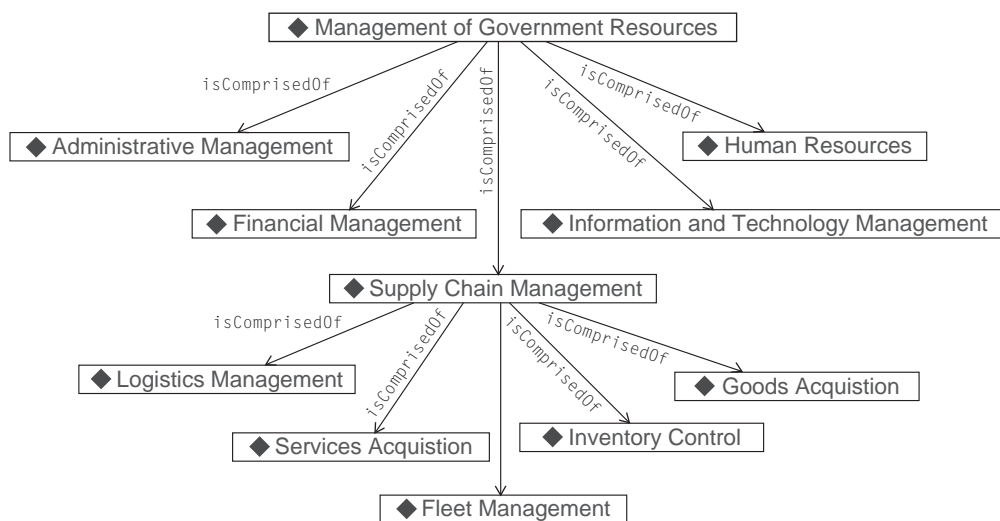 Management of Government Resources
isComprisedOf
isComprisedOf
isComprisedOf
isComprisedOf
isComprisedOf
Administrative Management
Human Resources
Financial Management
Information and Technology Management
Supply Chain Management
isComprisedOf
isComprisedOf
isComprisedOf
isComprisedOf
Logistics Management
Goods Acquistion
Services Acquistion
Inventory Control
Fleet Management